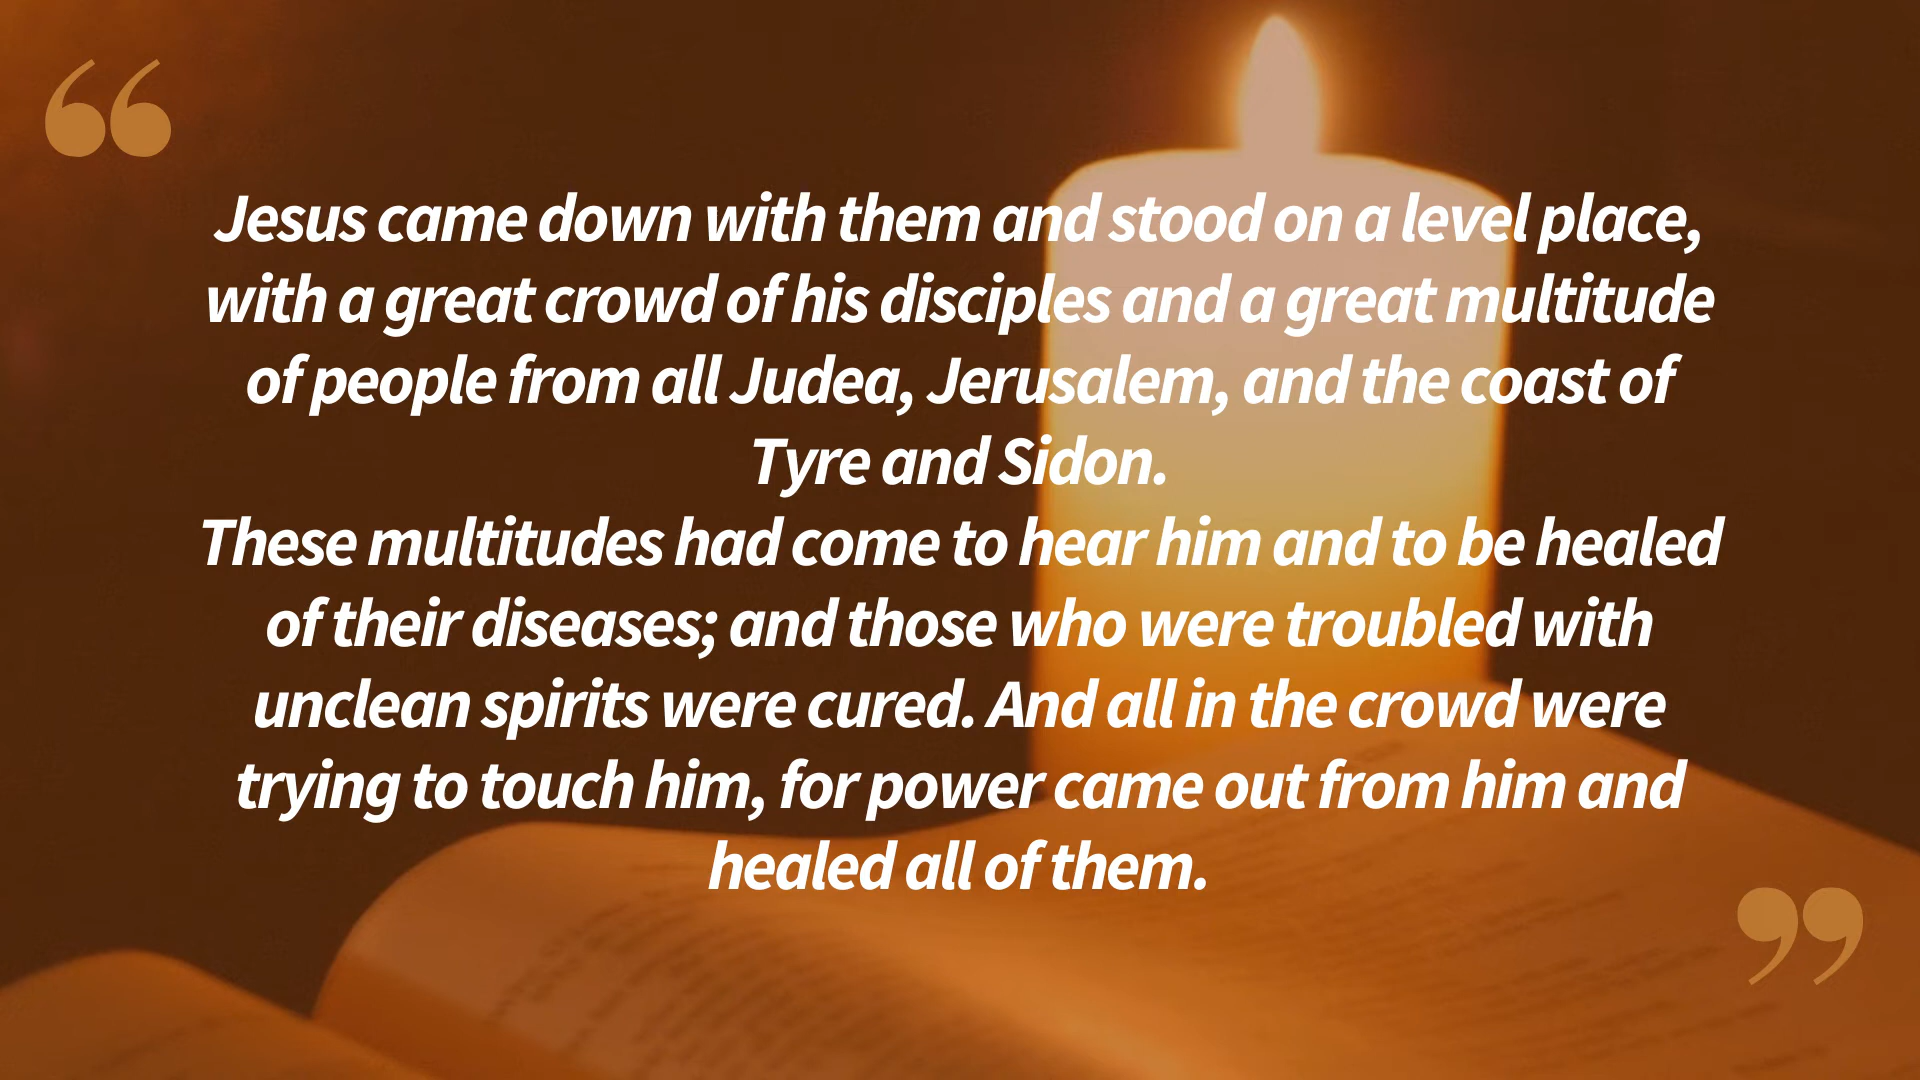 “
Jesus came down with them and stood on a level place,
with a great crowd of his disciples and a great multitude
of people from all Judea, Jerusalem, and the coast of
Tyre and Sidon.
These multitudes had come to hear him and to be healed
of their diseases; and those who were troubled with
unclean spirits were cured. And all in the crowd were
trying to touch him, for power came out from him and
healed all of them.
”